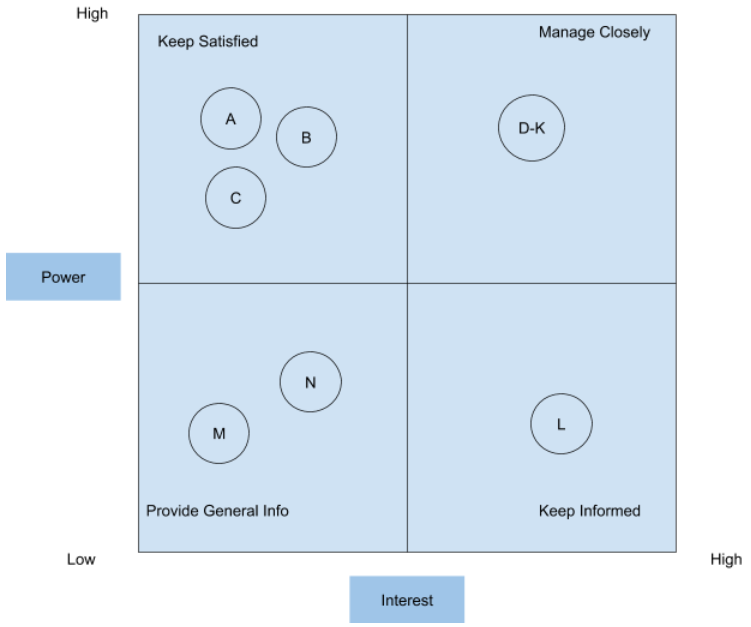 High
Keep Satisfied
Manage Closely
A
B
D-K
C
Power
N
M
L
Provide General Info
Keep Informed
Low
High
Interest